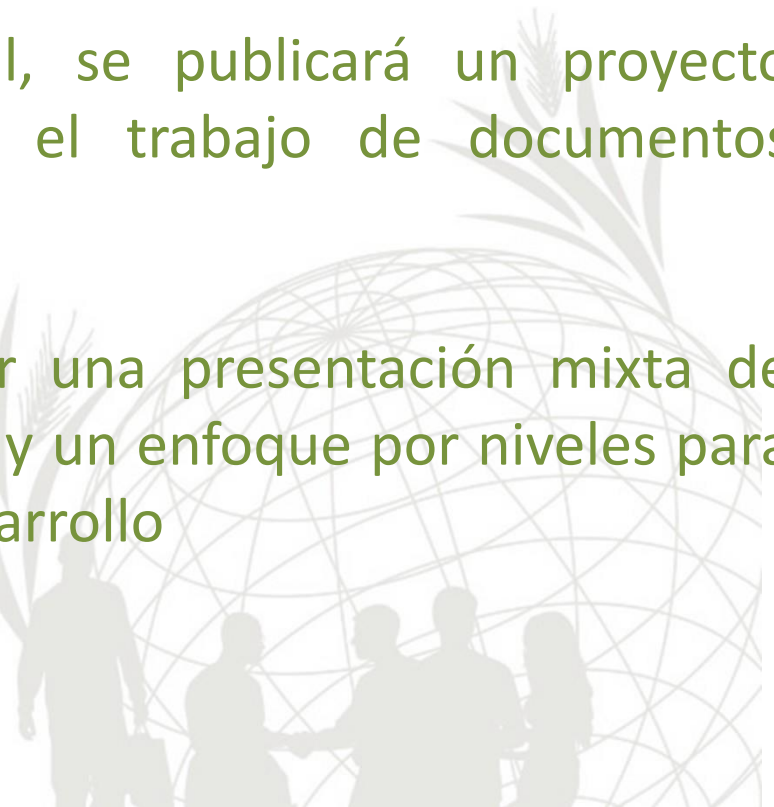 l, se publicará un proyecto
el trabajo de documentos
r una presentación mixta de
y un enfoque por niveles para
arrollo